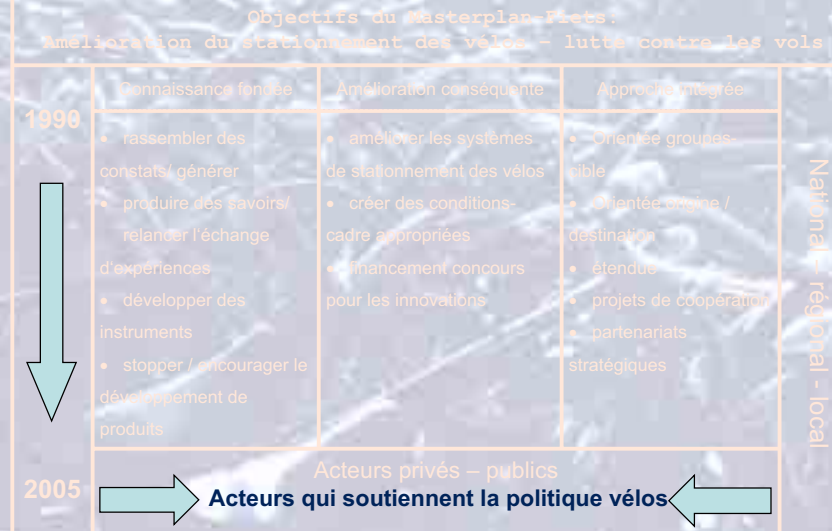 Objectifs du Masterplan-Fiets.
Amélioration du stationnement des vélos – lutte contre les vols
1990
Connaissance fondée
• rassembler des
constats/ générer
• produire des savoirs/
relancer l'échange
d'expériences
• développer des
instruments
• stopper / encourager le
développement de
produits
Amélioration conséquente
• améliorer les systèmes
de stationnement des vélos
• créer des conditions-
cadre appropriées
• financement concours
pour les innovations
Approche intégrée
• Orientée groupes-
cible
• Orientée origine /
destination
• étendue
• projets de coopération
• partenariats
stratégiques
National – régional - local
2005
Acteurs privés – publics
Acteurs qui soutiennent la politique vélos